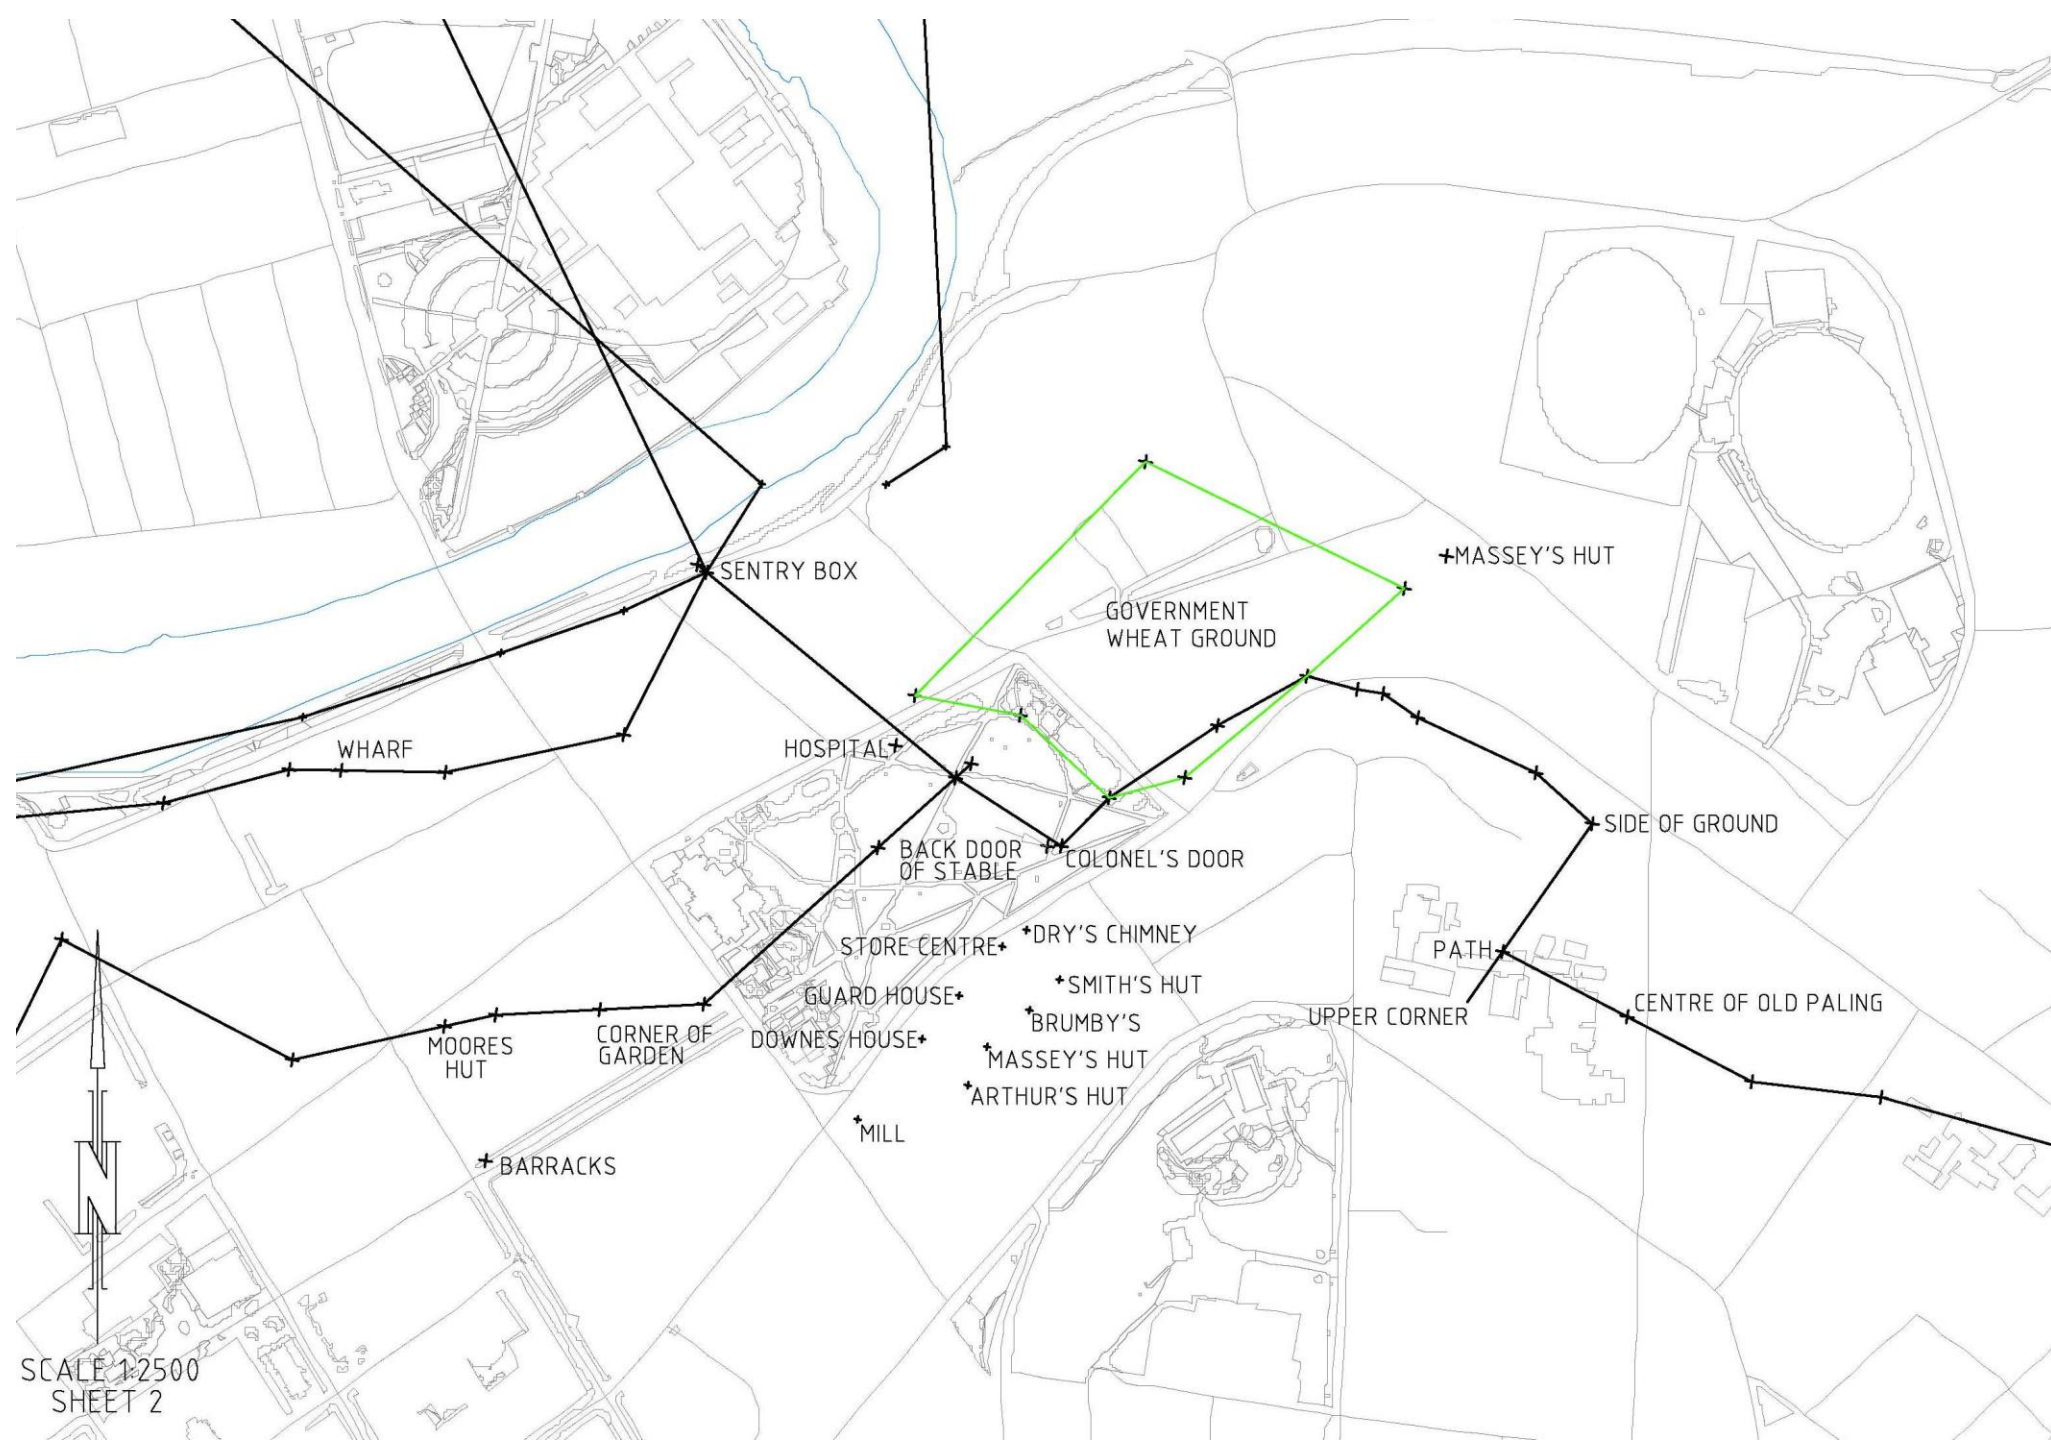 MASSEY'S HUT
SENTRY BOX
GOVERNMENT
WHEAT GROUND
WHARF
HOSPITAL
SIDE OF GROUND
BACK DOOR
OF STABLE
COLONEL'S DOOR
DRY'S CHIMNEY
STORE CENTRE
PATH
SMITH'S HUT
GUARD HOUSE
CENTRE OF OLD PALING
UPPER CORNER
BRUMBY'S
CORNER OF
GARDEN
DOWNES HOUSE
MOORES
HUT
MASSEY'S HUT
ARTHUR'S HUT
MILL
BARRACKS
N
SCALE 1:2500
SHEET 2